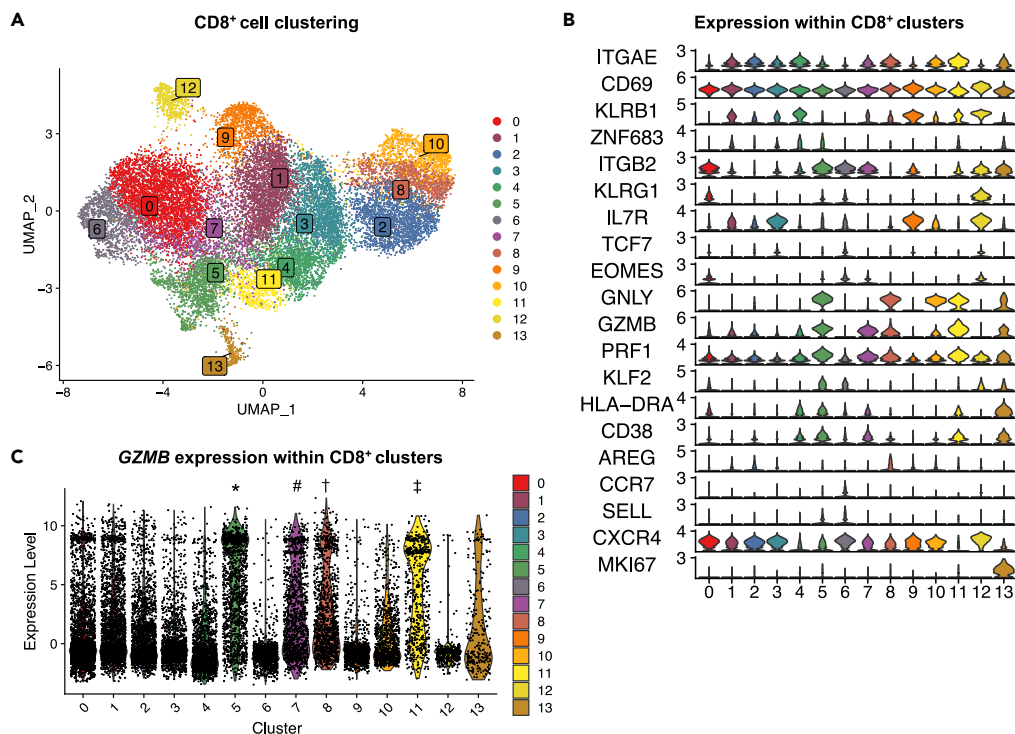 A
CD8⁺ cell clustering
UMAP_2
3
0
−3
−6
−8
−4
0
4
8
UMAP_1
12
9
10
1
8
0
7
6
3
2
5
4
11
13
0
1
2
3
4
5
6
7
8
9
10
11
12
13
B
Expression within CD8⁺ clusters
ITGAE 3
CD69 6
KLRB1 5
ZNF683 4
ITGB2 3
KLRG1 3
IL7R 4
TCF7 3
EOMES 3
GNLY 6
GZMB 6
PRF1 4
KLF2 5
HLA−DRA 4
CD38 3
AREG 5
CCR7 3
SELL 3
CXCR4 4
MKI67 3
0 1 2 3 4 5 6 7 8 9 10 11 12 13
C
GZMB expression within CD8⁺ clusters
Expression Level
10
5
0
* # † ‡
0 1 2 3 4 5 6 7 8 9 10 11 12 13
Cluster
0
1
2
3
4
5
6
7
8
9
10
11
12
13